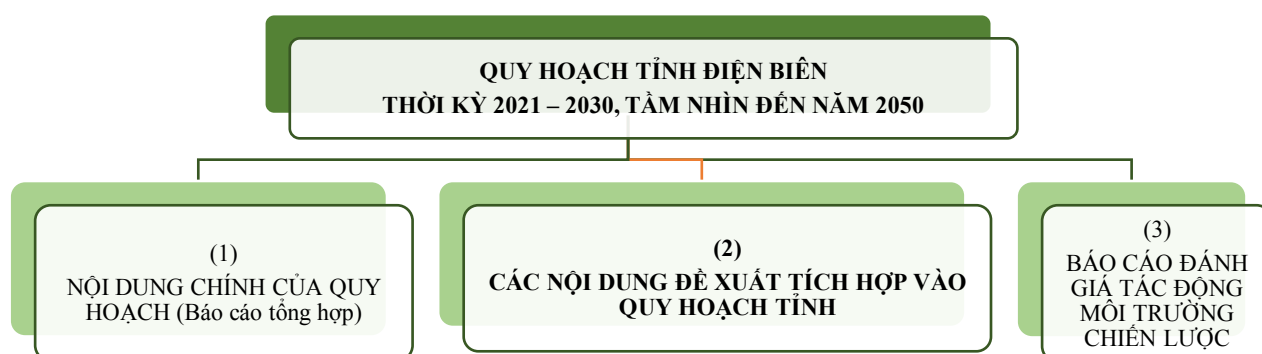 QUY HOẠCH TỈNH ĐIỆN BIÊN
THỜI KỲ 2021 – 2030, TẦM NHÌN ĐẾN NĂM 2050
(1)
NỘI DUNG CHÍNH CỦA QUY
HOẠCH (Báo cáo tổng hợp)
(2)
CÁC NỘI DUNG ĐỀ XUẤT TÍCH HỢP VÀO
QUY HOẠCH TỈNH
(3)
BÁO CÁO ĐÁNH
GIÁ TÁC ĐỘNG
MÔI TRƯỜNG
CHIẾN LƯỢC